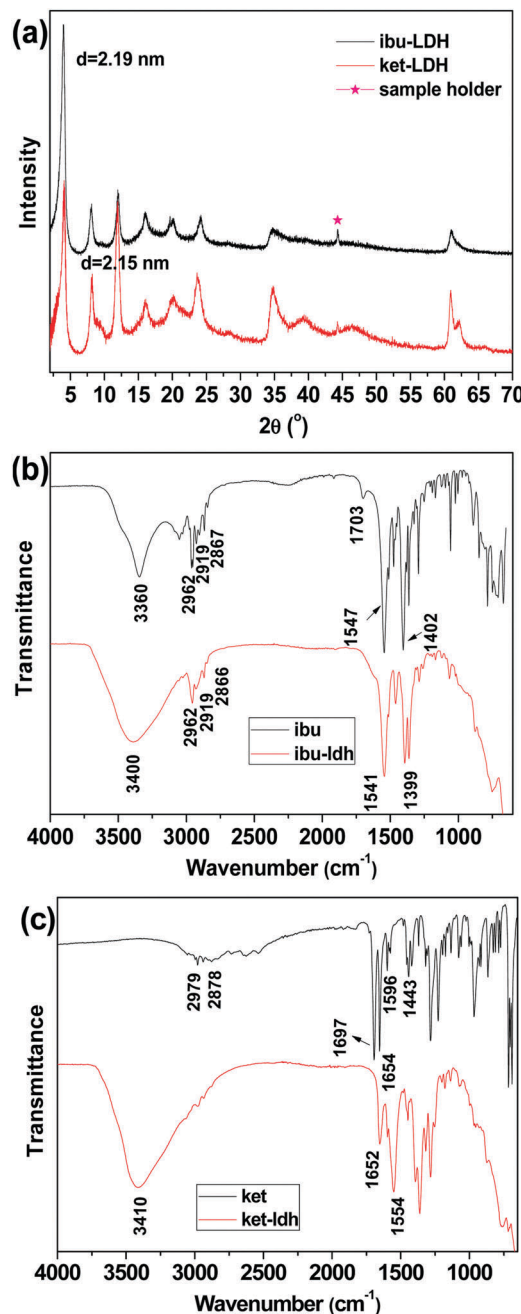 (a)
d=2.19 nm
ibu-LDH
ket-LDH
★ sample holder
★
d=2.15 nm
Intensity
5 10 15 20 25 30 35 40 45 50 55 60 65 70
2θ (°)
(b)
1703
3360
2962
2919
2867
1547
1402
Transmittance
2962
2919
2866
3400
ibu
ibu-ldh
1541
1399
4000 3500 3000 2500 2000 1500 1000
Wavenumber (cm⁻¹)
(c)
2979
2878
1697
1654
1596
1443
Transmittance
3410
ket
ket-ldh
1652
1554
4000 3500 3000 2500 2000 1500 1000
Wavenumber (cm⁻¹)